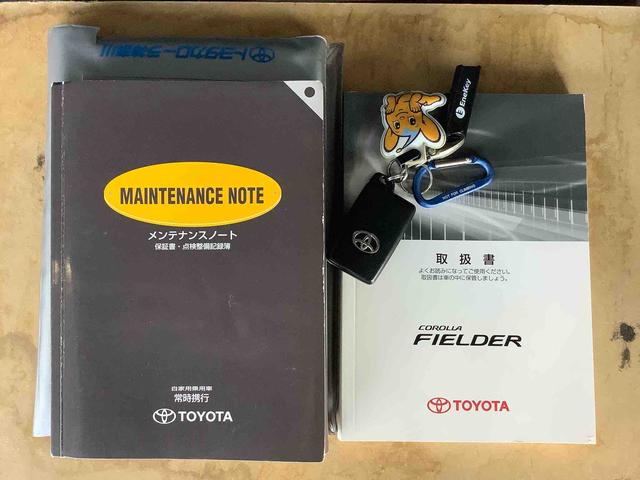 MAINTENANCE NOTE
メンテナンスノート
保証書・点検整備記録簿
自家用乗用車
常時携行
TOYOTA
EneKey
NOT FOR CLIMBING
取扱書
よくお読みになってご使用ください。
取扱書は車の中に保管しましょう。
COROLLA
FIELDER
TOYOTA